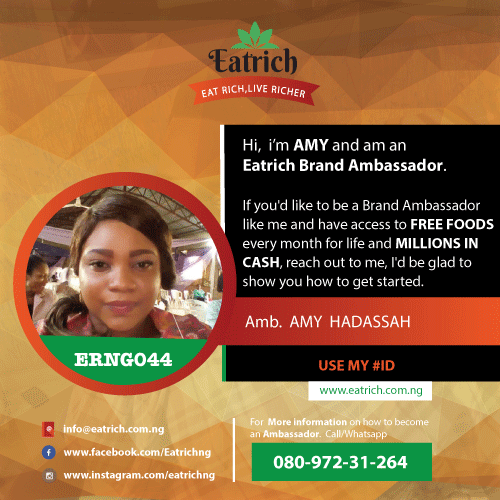 Eatrich
EAT RICH,LIVE RICHER
Hi, i'm AMY and am an
Eatrich Brand Ambassador.
If you'd like to be a Brand Ambassador
like me and have access to FREE FOODS
every month for life and MILLIONS IN
CASH, reach out to me, I'd be glad to
show you how to get started.
Amb. AMY HADASSAH
ERNG044
USE MY #ID
www.eatrich.com.ng
info@eatrich.com.ng
www.facebook.com/Eatrichng
www.instagram.com/eatrichng
For More information on how to become
an Ambassador. Call/Whatsapp
080-972-31-264